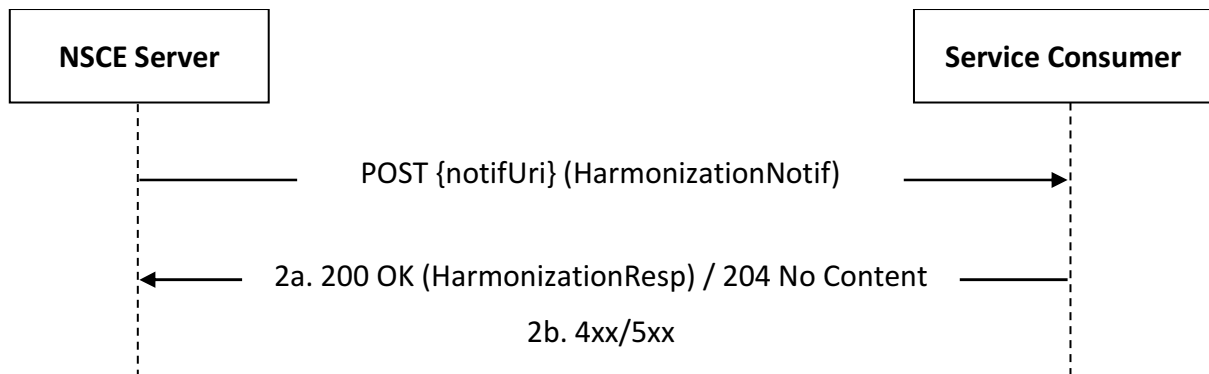 NSCE Server
Service Consumer
POST {notifUri} (HarmonizationNotif)
2a. 200 OK (HarmonizationResp) / 204 No Content
2b. 4xx/5xx